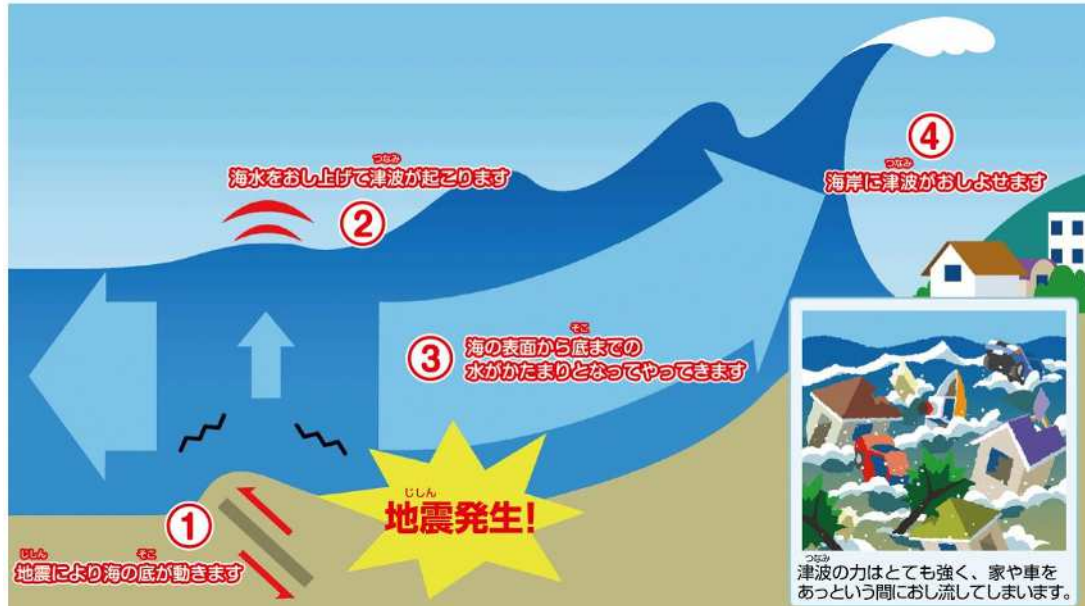 ①
地震により海の底が動きます
地震発生!
②
海水をおし上げて津波が起こります
③
海の表面から底までの
水がかたまりとなってやってきます
④
海岸に津波がおしよせます
津波の力はとても強く、家や車を
あっという間におし流してしまいます。